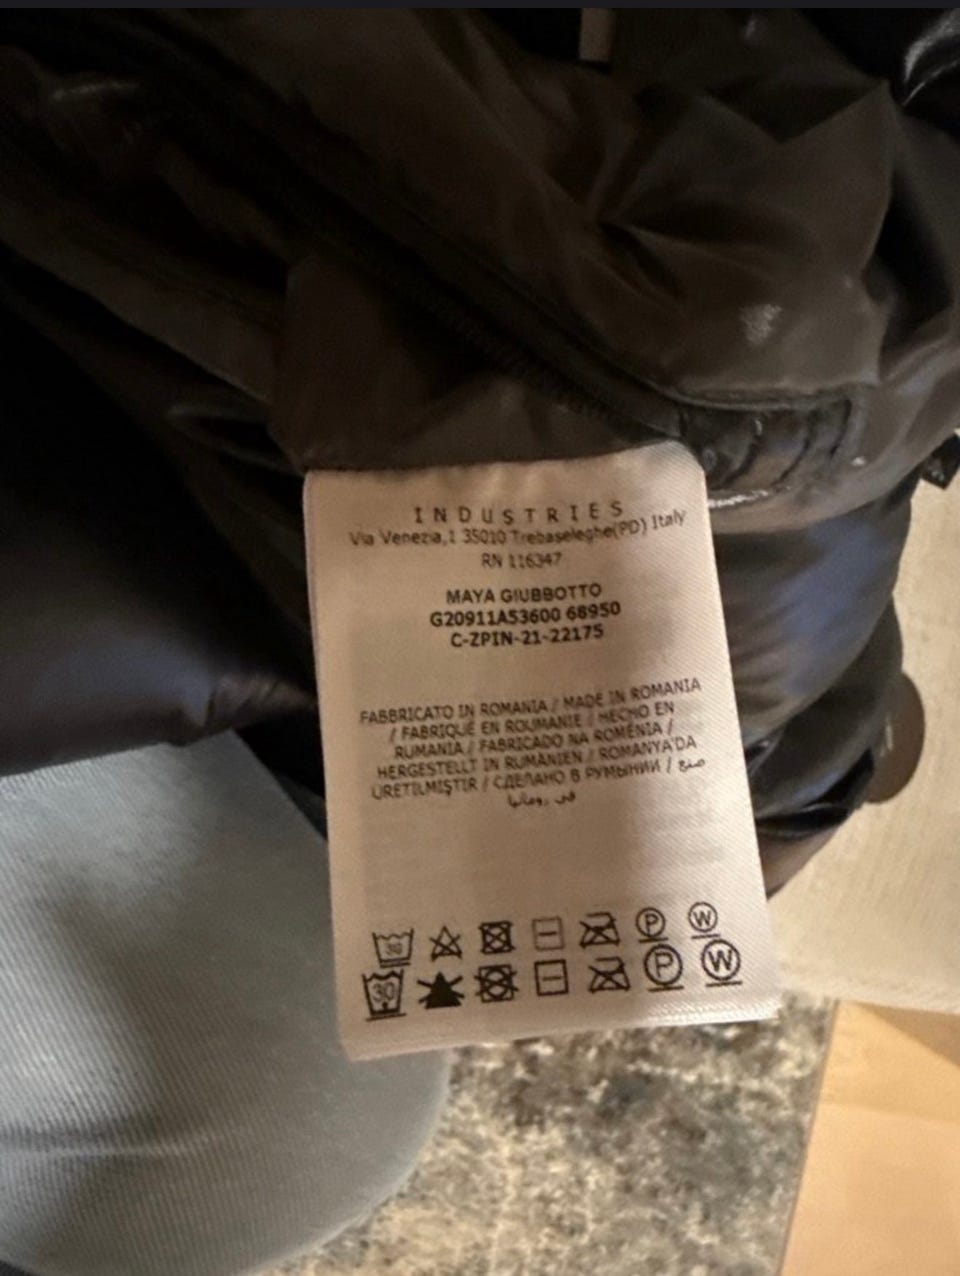 INDUSTRIES
Via Venezia,1 35010 Trebaseleghe(PD) Italy
RN 116347
MAYA GIUBBOTTO
G20911A53600 68950
C-ZPIN-21-22175
FABBRICATO IN ROMANIA / MADE IN ROMANIA
/ FABRIQUÉ EN ROUMANIE / HECHO EN
RUMANIA / FABRICADO NA ROMÉNIA /
HERGESTELLT IN RUMÄNIEN / ROMANYA'DA
ÜRETILMIŞTIR / СДЕЛАНО В РУМЫНИИ / صنع
في رومانيا
30 P W
30 P W